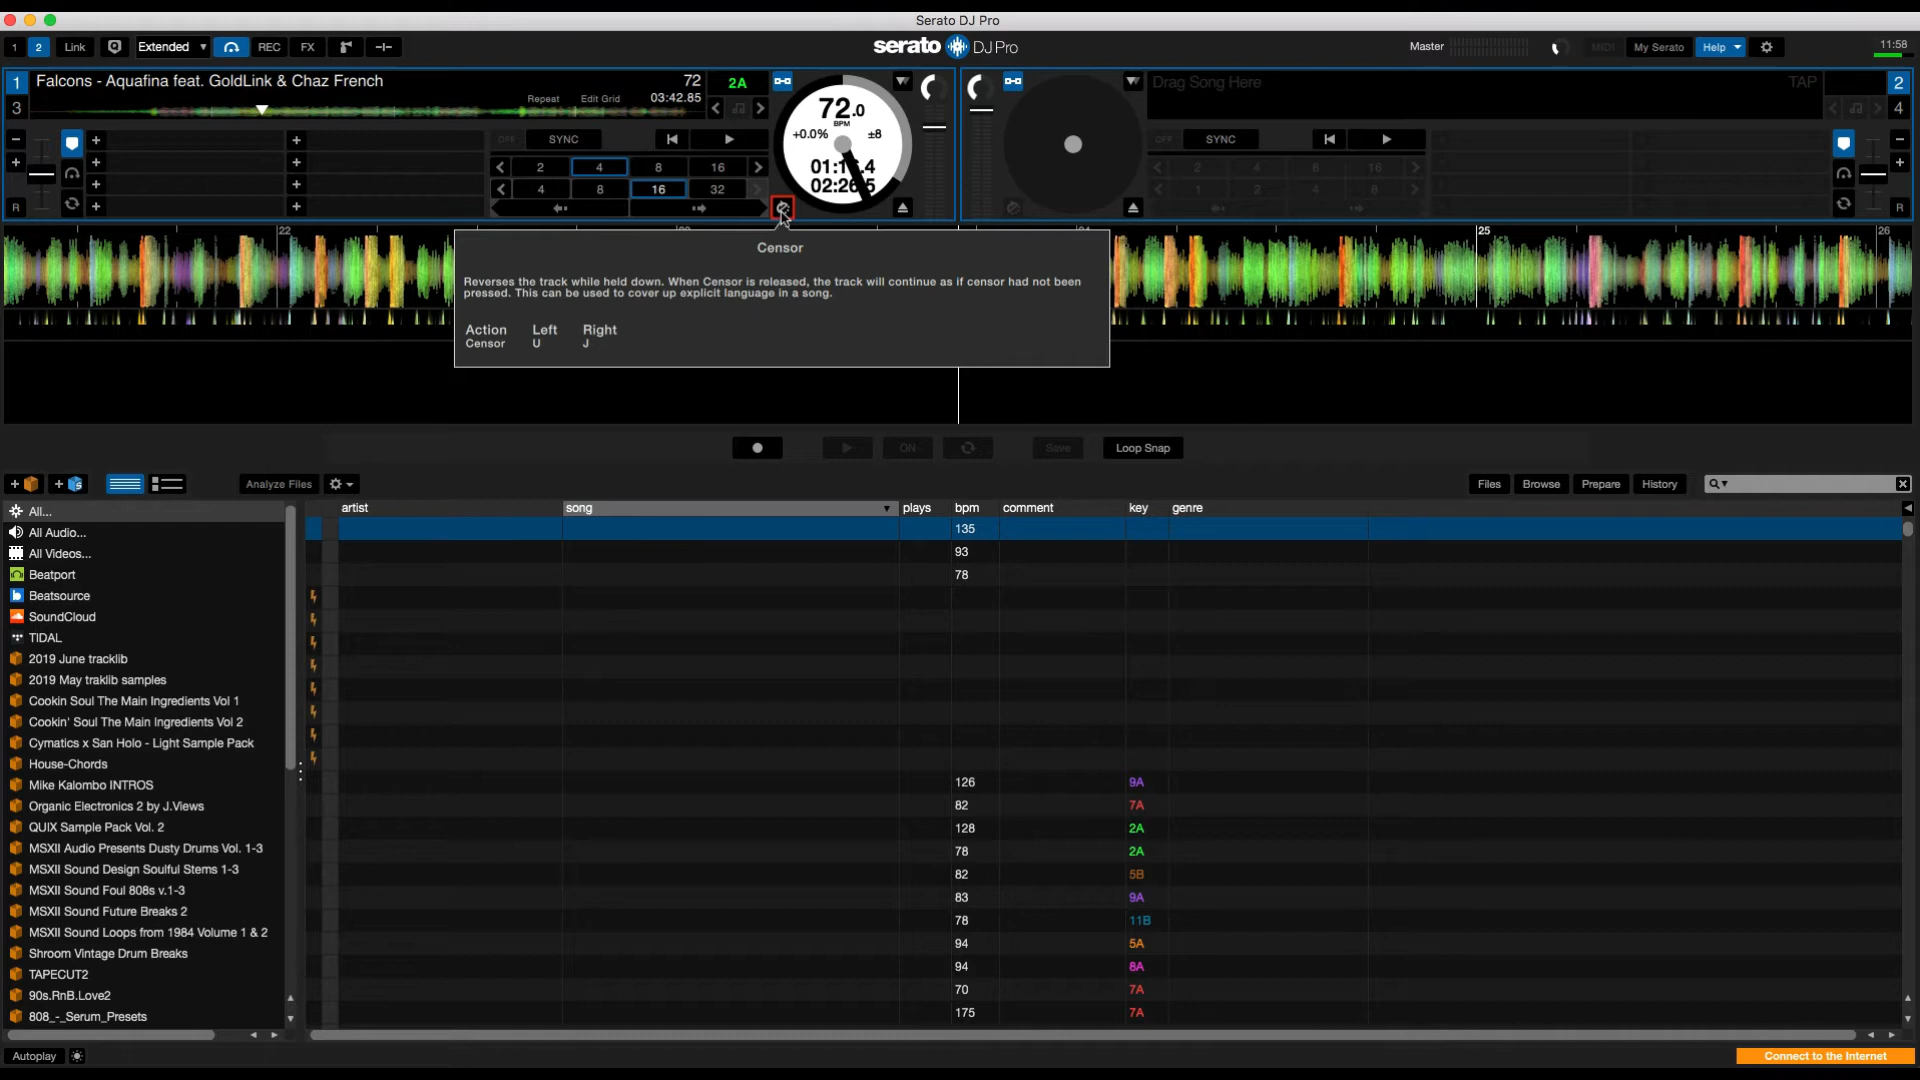 Serato DJ Pro
1 2 Link Extended REC FX
serato DJ Pro
Master MIDI My Serato Help 11:58
1 Falcons - Aquafina feat. GoldLink & Chaz French 72 2A
3 Repeat Edit Grid 03:42.85
72.0
BPM
+0.0% ±8
OFF SYNC
2 4 8 16
4 8 16 32
R
Drag Song Here TAP 2
4
OFF SYNC
2 4 8 16
1 2 4 8
R
22 25 26
Censor
Reverses the track while held down. When Censor is released, the track will continue as if censor had not been
pressed. This can be used to cover up explicit language in a song.
Action Left Right
Censor U J
ON Save Loop Snap
Analyze Files Files Browse Prepare History
artist song plays bpm comment key genre
All...
All Audio...
All Videos...
Beatport
Beatsource
SoundCloud
TIDAL
2019 June tracklib
2019 May traklib samples
Cookin Soul The Main Ingredients Vol 1
Cookin' Soul The Main Ingredients Vol 2
Cymatics x San Holo - Light Sample Pack
House-Chords
Mike Kalombo INTROS
Organic Electronics 2 by J.Views
QUIX Sample Pack Vol. 2
MSXII Audio Presents Dusty Drums Vol. 1-3
MSXII Sound Design Soulful Stems 1-3
MSXII Sound Foul 808s v.1-3
MSXII Sound Future Breaks 2
MSXII Sound Loops from 1984 Volume 1 & 2
Shroom Vintage Drum Breaks
TAPECUT2
90s.RnB.Love2
808_-_Serum_Presets
135
93
78
126 9A
82 7A
128 2A
78 2A
82 5B
83 9A
78 11B
94 5A
94 8A
70 7A
175 7A
Autoplay
Connect to the Internet